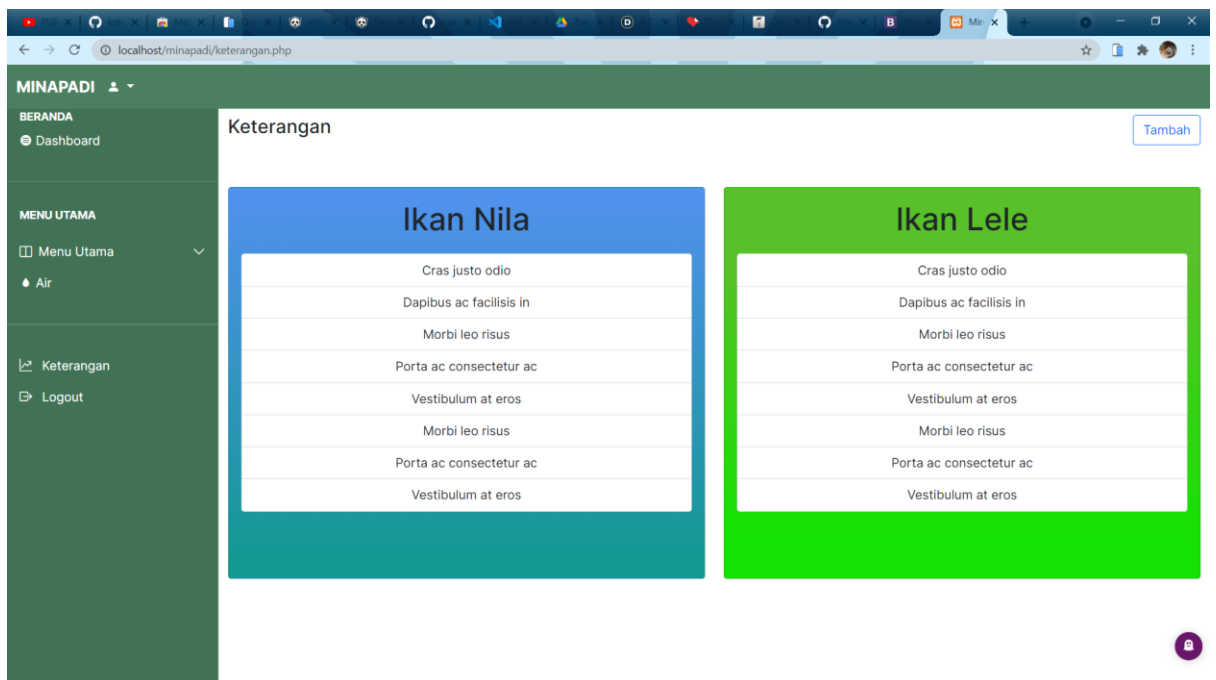 Min
localhost/minapadi/keterangan.php
MINAPADI
BERANDA
Dashboard
MENU UTAMA
Menu Utama
Air
Keterangan
Logout
Keterangan
Tambah
Ikan Nila
Cras justo odio
Dapibus ac facilisis in
Morbi leo risus
Porta ac consectetur ac
Vestibulum at eros
Morbi leo risus
Porta ac consectetur ac
Vestibulum at eros
Ikan Lele
Cras justo odio
Dapibus ac facilisis in
Morbi leo risus
Porta ac consectetur ac
Vestibulum at eros
Morbi leo risus
Porta ac consectetur ac
Vestibulum at eros